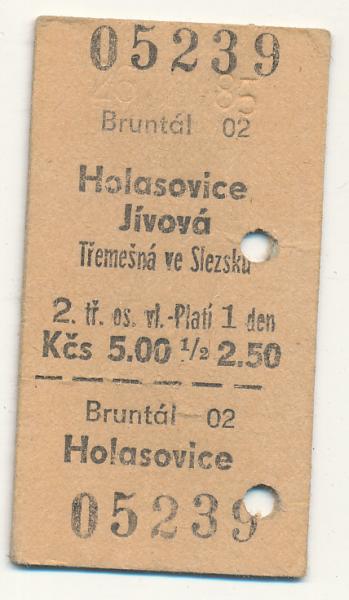 05239
85
Bruntál 02
Holasovice
Jívová
Třemešná ve Slezsku
2. tř. os. vl.-Platí 1 den
Kčs 5.00 1/2 2.50
Bruntál—02
Holasovice
05239